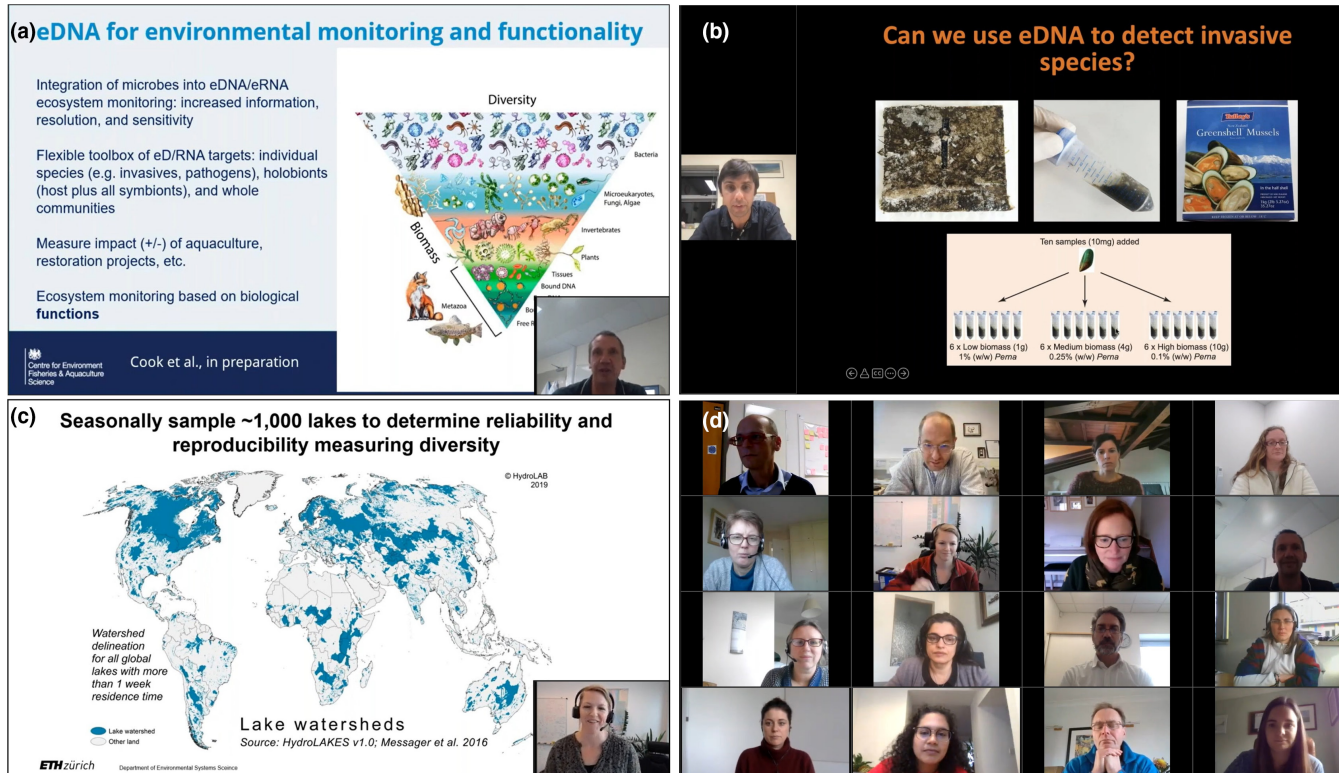 (a) eDNA for environmental monitoring and functionality
Integration of microbes into eDNA/eRNA
ecosystem monitoring: increased information,
resolution, and sensitivity
Flexible toolbox of eD/RNA targets: individual
species (e.g. invasives, pathogens), holobionts
(host plus all symbionts), and whole
communities
Measure impact (+/-) of aquaculture,
restoration projects, etc.
Ecosystem monitoring based on biological
functions
Centre for Environment
Fisheries & Aquaculture
Science
Cook et al., in preparation
Diversity
Bacteria
Microeukaryotes,
Fungi, Algae
Invertebrates
Plants
Tissues
Bound DNA
Free R
Biomass
Metazoa
(b)
Can we use eDNA to detect invasive
species?
Greenshell Mussels
In the half shell
Ten samples (10mg) added
6 x Low biomass (1g)
1% (w/w) Perna
6 x Medium biomass (4g)
0.25% (w/w) Perna
6 x High biomass (10g)
0.1% (w/w) Perna
CC
(c)
Seasonally sample ~1,000 lakes to determine reliability and
reproducibility measuring diversity
© HydroLAB
2019
Watershed
delineation
for all global
lakes with more
than 1 week
residence time
Lake watershed
Other land
Lake watersheds
Source: HydroLAKES v1.0; Messager et al. 2016
ETH zürich
Department of Environmental Systems Science
(d)